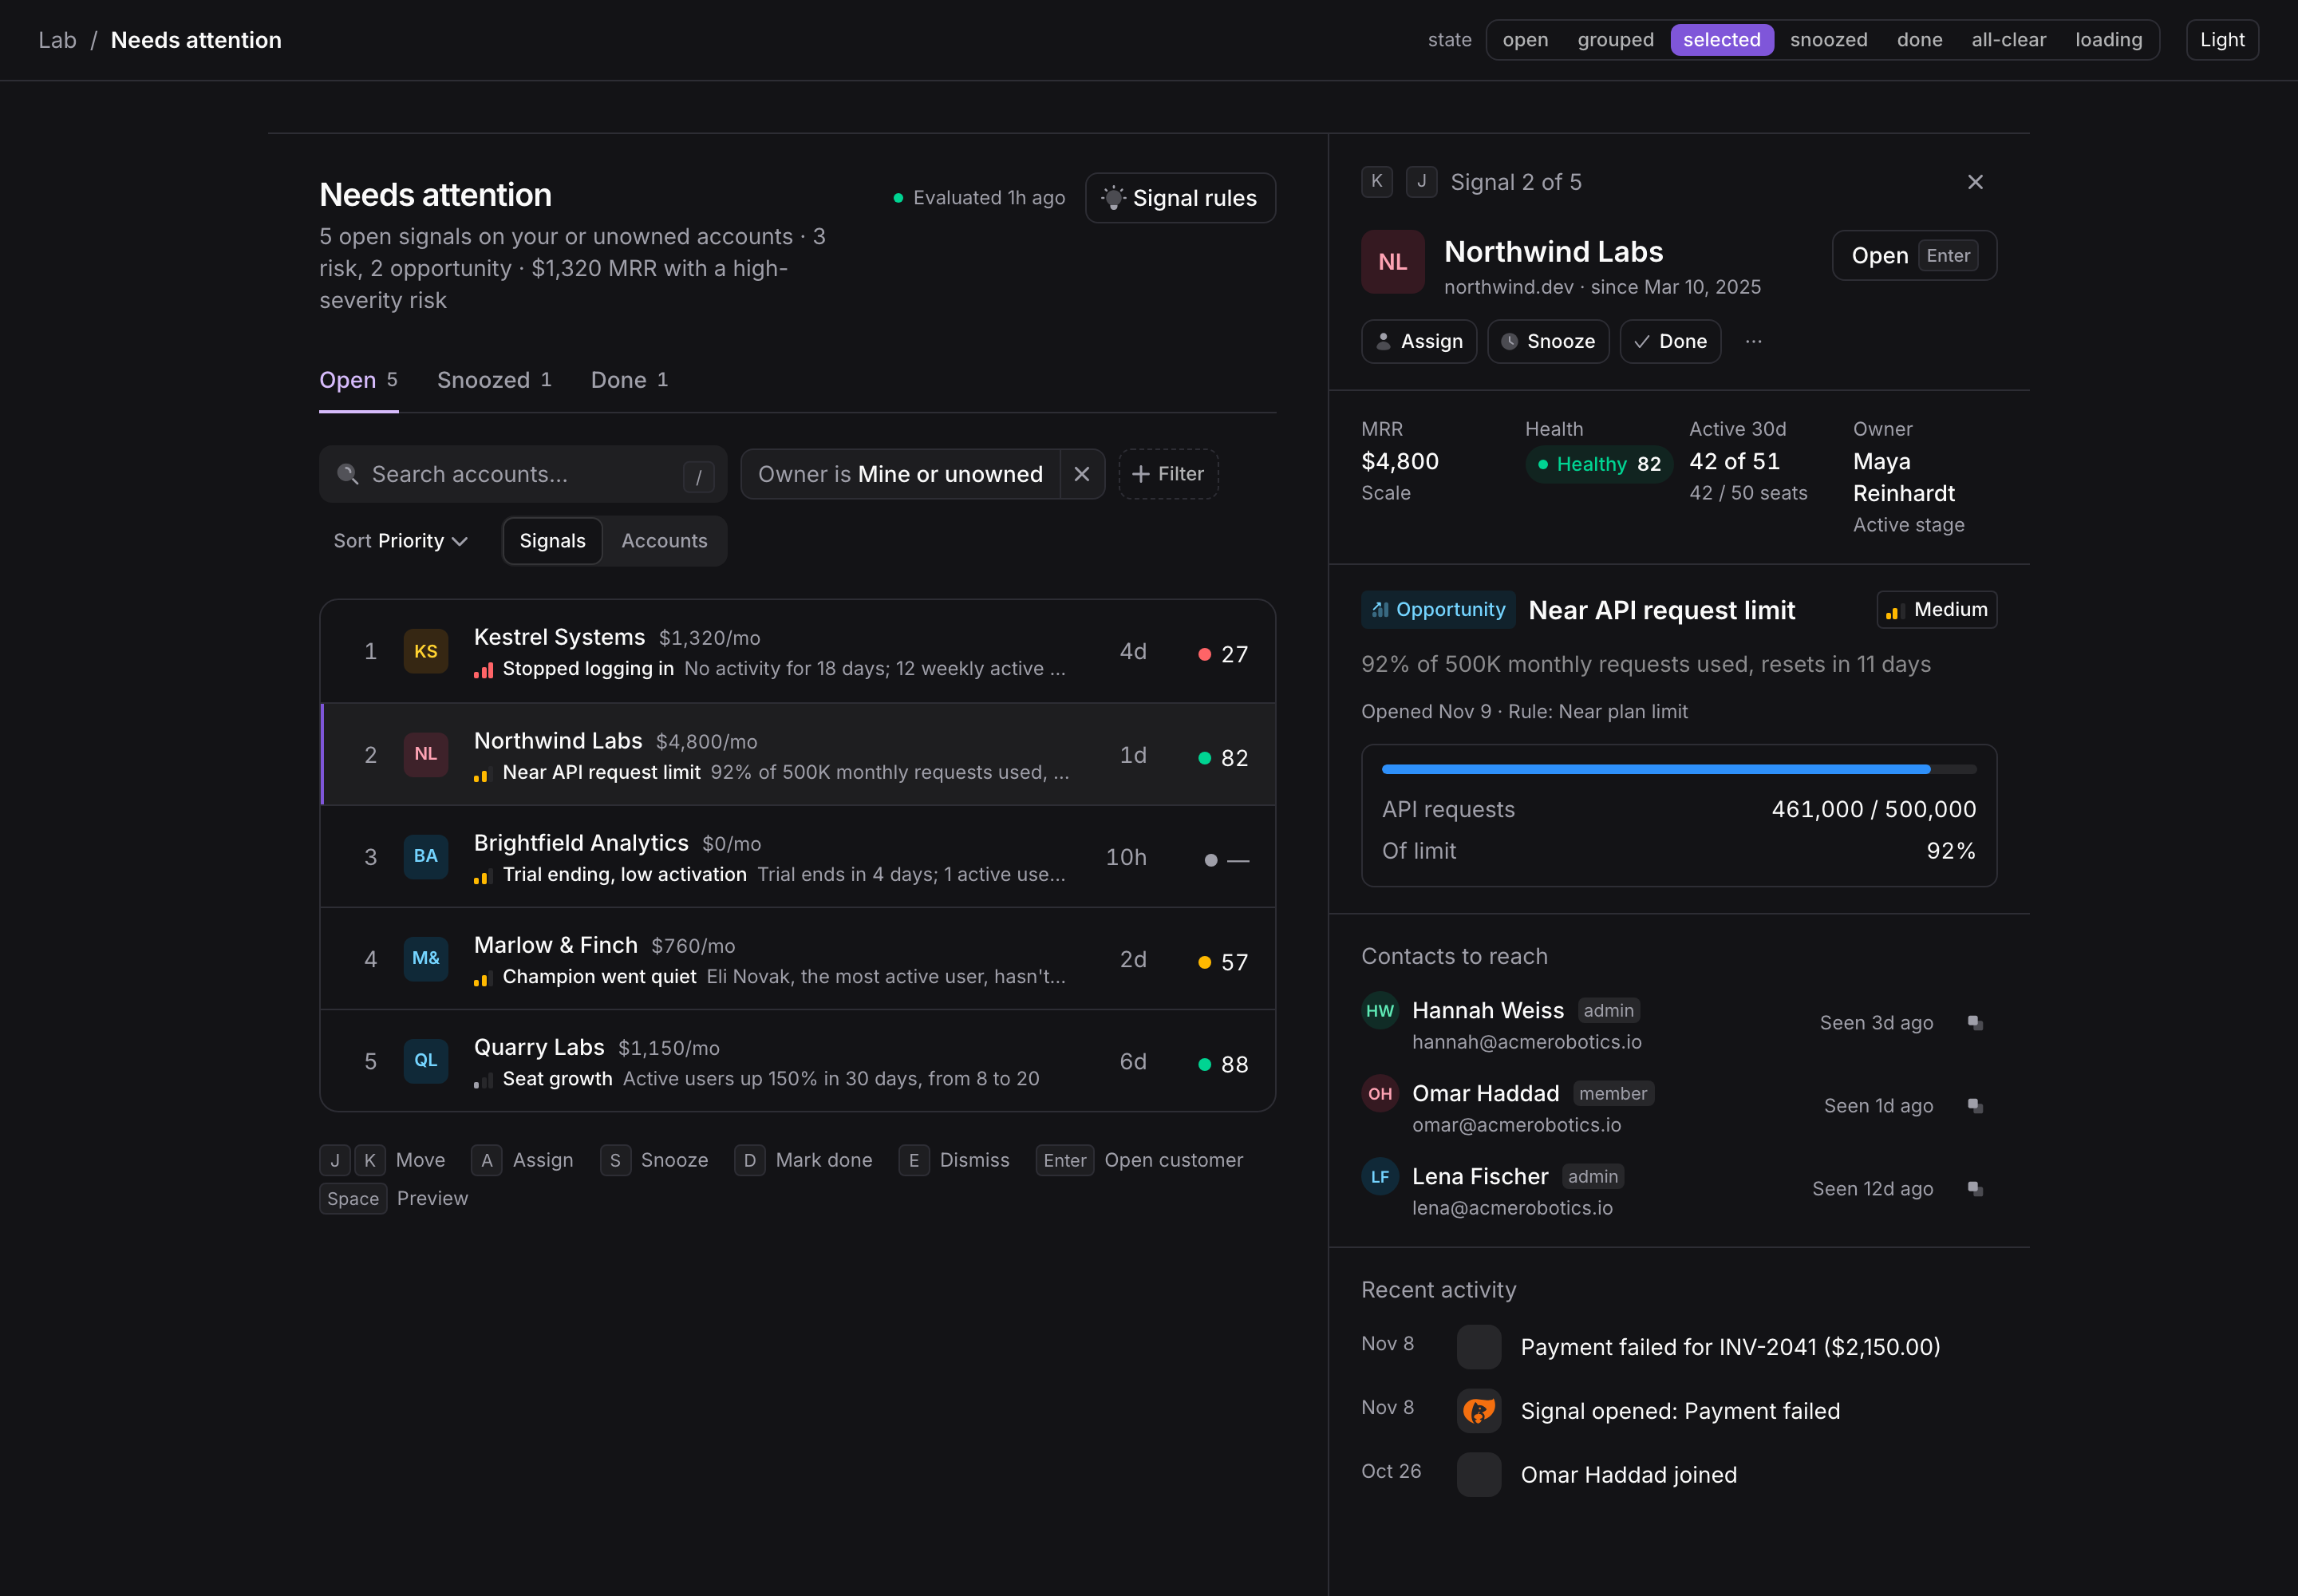 Lab / Needs attention
state open grouped selected snoozed done all-clear loading Light
Needs attention
Evaluated 1h ago
Signal rules
5 open signals on your or unowned accounts · 3
risk, 2 opportunity · $1,320 MRR with a high-
severity risk
Open 5 Snoozed 1 Done 1
Search accounts... /
Owner is Mine or unowned
Filter
Sort Priority
Signals Accounts
1 KS Kestrel Systems $1,320/mo 4d 27
Stopped logging in No activity for 18 days; 12 weekly active ...
2 NL Northwind Labs $4,800/mo 1d 82
Near API request limit 92% of 500K monthly requests used, ...
3 BA Brightfield Analytics $0/mo 10h —
Trial ending, low activation Trial ends in 4 days; 1 active use...
4 M& Marlow & Finch $760/mo 2d 57
Champion went quiet Eli Novak, the most active user, hasn't...
5 QL Quarry Labs $1,150/mo 6d 88
Seat growth Active users up 150% in 30 days, from 8 to 20
J K Move A Assign S Snooze D Mark done E Dismiss Enter Open customer
Space Preview
K J Signal 2 of 5
NL Northwind Labs
northwind.dev · since Mar 10, 2025
Open Enter
Assign Snooze Done ···
MRR Health Active 30d Owner
$4,800 Healthy 82 42 of 51 Maya
Reinhardt
Scale 42 / 50 seats
Active stage
Opportunity Near API request limit Medium
92% of 500K monthly requests used, resets in 11 days
Opened Nov 9 · Rule: Near plan limit
API requests 461,000 / 500,000
Of limit 92%
Contacts to reach
HW Hannah Weiss admin
hannah@acmerobotics.io
Seen 3d ago
OH Omar Haddad member
omar@acmerobotics.io
Seen 1d ago
LF Lena Fischer admin
lena@acmerobotics.io
Seen 12d ago
Recent activity
Nov 8 Payment failed for INV-2041 ($2,150.00)
Nov 8 Signal opened: Payment failed
Oct 26 Omar Haddad joined